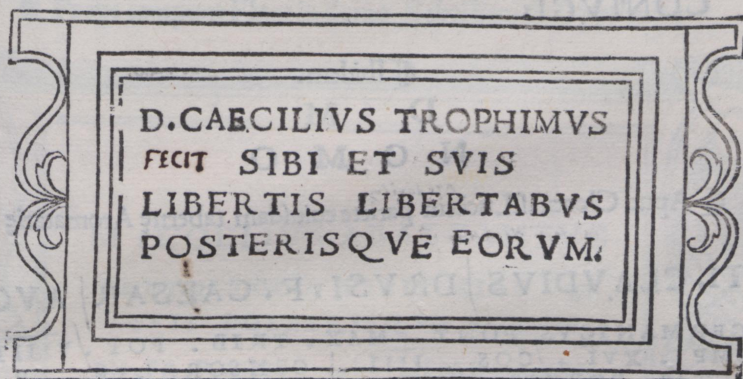 D.CAECILIVS TROPHIMVS
FECIT SIBI ET SVIS
LIBERTIS LIBERTABVS
POSTERISQVE EORVM.